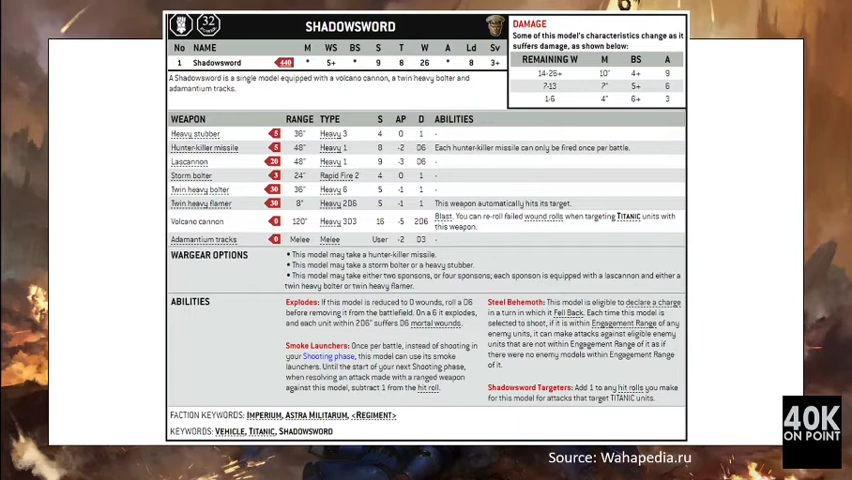 32
SHADOWSWORD
No NAME M WS BS S T W A Ld Sv
1 Shadowsword 440 * 5+ * 9 8 26 * 8 3+
A Shadowsword is a single model equipped with a volcano cannon, a twin heavy bolter and
adamantium tracks.
DAMAGE
Some of this model's characteristics change as it
suffers damage, as shown below:
REMAINING W M BS A
14-26+ 10" 4+ 9
7-13 7" 5+ 6
1-6 4" 6+ 3
WEAPON RANGE TYPE S AP D ABILITIES
Heavy stubber 5 36" Heavy 3 4 0 1 -
Hunter-killer missile 5 48" Heavy 1 8 -2 D6 Each hunter-killer missile can only be fired once per battle.
Lascannon 20 48" Heavy 1 9 -3 D6 -
Storm bolter 3 24" Rapid Fire 2 4 0 1 -
Twin heavy bolter 30 36" Heavy 6 5 -1 1 -
Twin heavy flamer 30 8" Heavy 2D6 5 -1 1 This weapon automatically hits its target.
Volcano cannon 0 120" Heavy 3D3 16 -5 2D6 Blast. You can re-roll failed wound rolls when targeting TITANIC units with
this weapon.
Adamantium tracks 0 Melee Melee User -2 D3 -
WARGEAR OPTIONS
• This model may take a hunter-killer missile.
• This model may take a storm bolter or a heavy stubber.
• This model may take either two sponsons, or four sponsons; each sponson is equipped with a lascannon and either a
twin heavy bolter or twin heavy flamer.
ABILITIES
Explodes: If this model is reduced to 0 wounds, roll a D6
before removing it from the battlefield. On a 6 it explodes,
and each unit within 2D6" suffers D6 mortal wounds.
Smoke Launchers: Once per battle, instead of shooting in
your Shooting phase, this model can use its smoke
launchers. Until the start of your next Shooting phase,
when resolving an attack made with a ranged weapon
against this model, subtract 1 from the hit roll.
Steel Behemoth: This model is eligible to declare a charge
in a turn in which it Fell Back. Each time this model is
selected to shoot, if it is within Engagement Range of any
enemy units, it can make attacks against eligible enemy
units that are not within Engagement Range of it as if
there were no enemy models within Engagement Range
of it.
Shadowsword Targeters: Add 1 to any hit rolls you make
for this model for attacks that target TITANIC units.
FACTION KEYWORDS: IMPERIUM, ASTRA MILITARUM, <REGIMENT>
KEYWORDS: VEHICLE, TITANIC, SHADOWSWORD
40K
ON POINT
Source: Wahapedia.ru